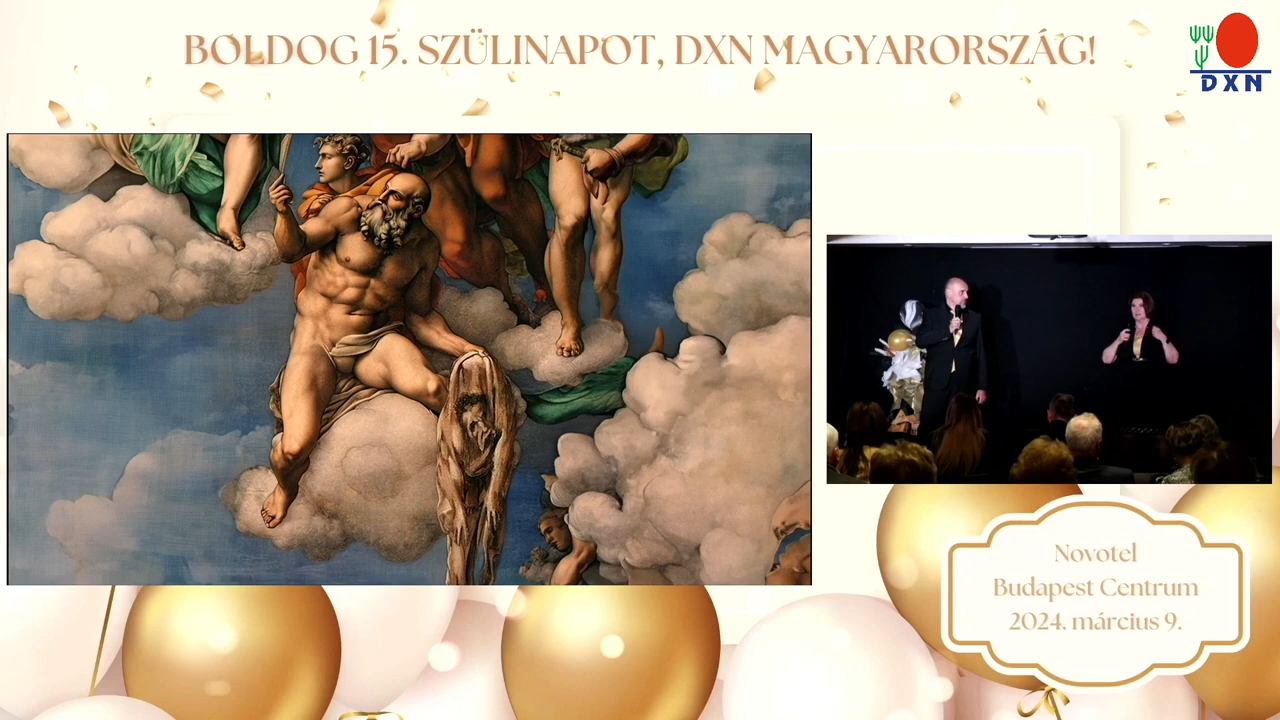 BOLDOG 15. SZÜLINAPOT, DXN MAGYARORSZÁG!
DXN
Novotel
Budapest Centrum
2024. március 9.